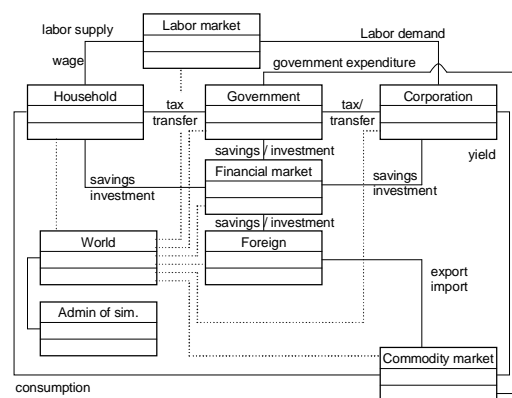 Labor market
labor supply
Labor demand
wage
government expenditure
Household
Government
Corporation
tax
transfer
tax/
transfer
savings / investment
yield
Financial market
savings
investment
savings
investment
savings / investment
World
Foreign
export
import
Admin of sim.
Commodity market
consumption